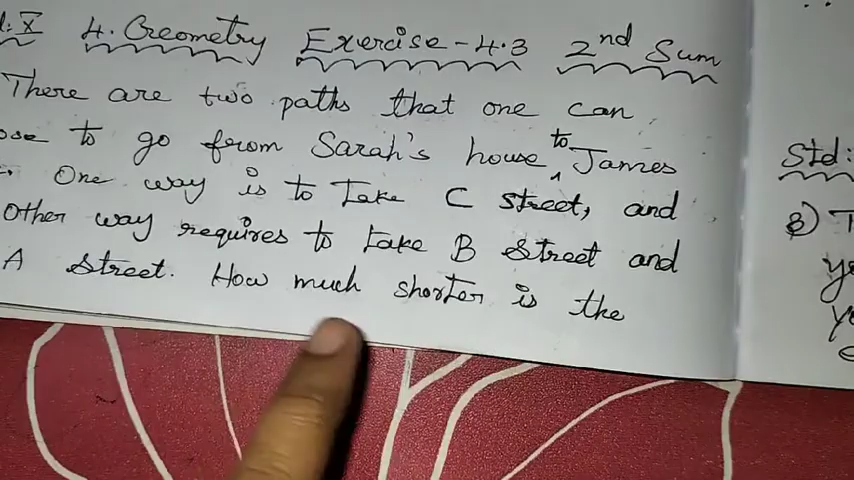 4. Geometry Exercise-4.3 2nd Sum
There are two paths that one can
to go from Sarah's house to James
One way is to take C street, and
Other way requires to take B street and
A street. How much shorter is the
Std:
8)